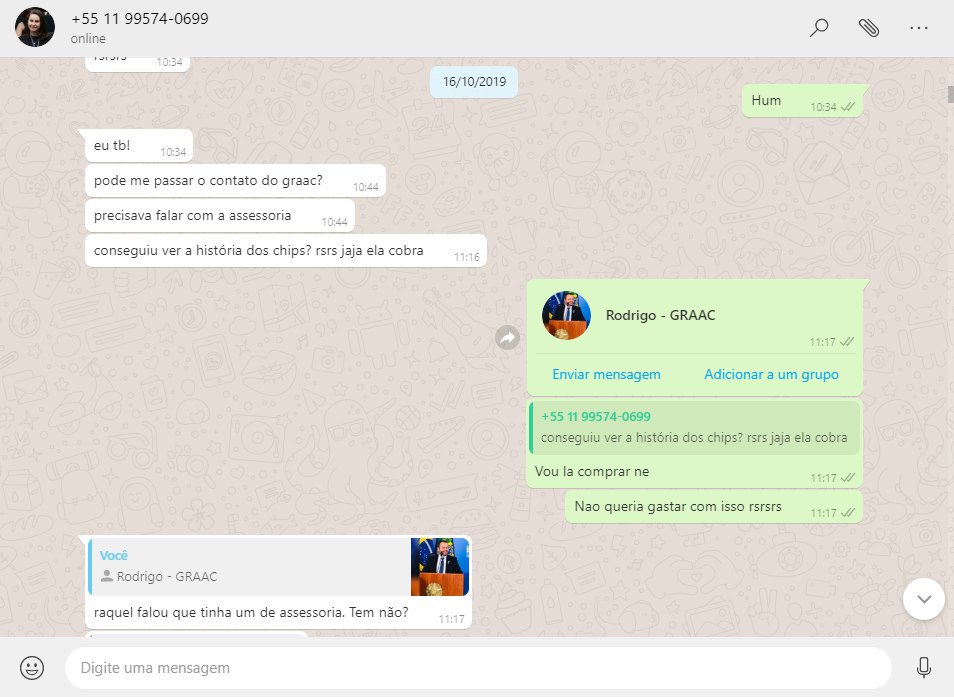 +55 11 99574-0699
online
rsrsrs
10:34
16/10/2019
Hum
10:34
eu tb!
10:34
pode me passar o contato do graac?
10:44
precisava falar com a assessoria
10:44
conseguiu ver a história dos chips? rsrs jaja ela cobra
11:16
Rodrigo - GRAAC
11:17
Enviar mensagem
Adicionar a um grupo
+55 11 99574-0699
conseguiu ver a história dos chips? rsrs jaja ela cobra
Vou la comprar ne
11:17
Nao queria gastar com isso rsrsrs
11:17
Você
Rodrigo - GRAAC
raquel falou que tinha um de assessoria. Tem não?
11:17
Digite uma mensagem